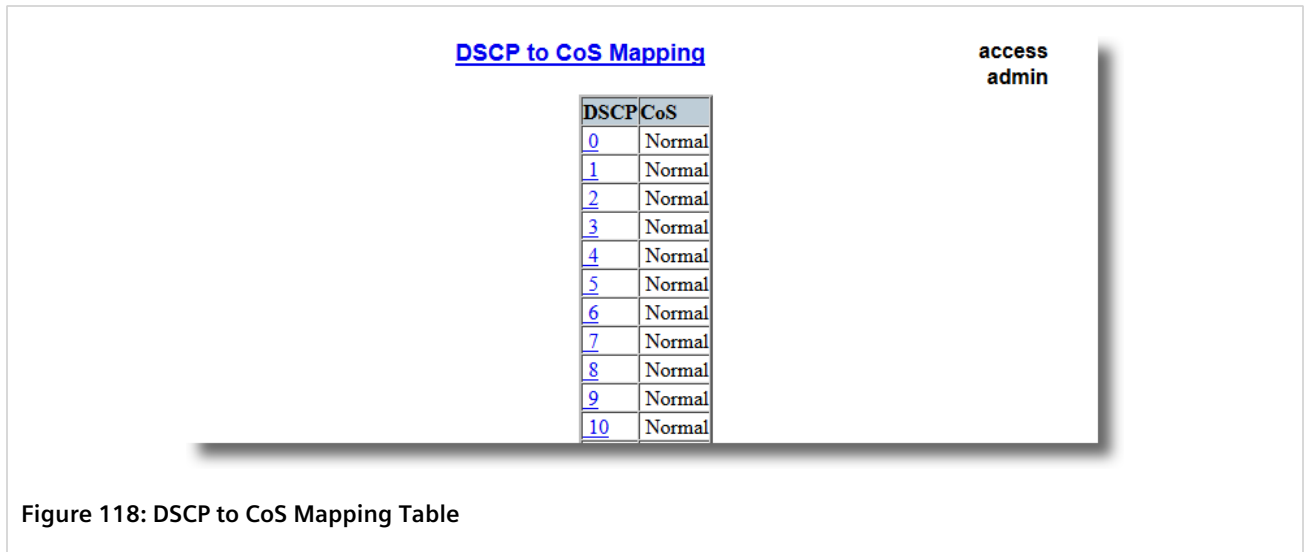 DSCP to CoS Mapping
access
admin
DSCP CoS
0 Normal
1 Normal
2 Normal
3 Normal
4 Normal
5 Normal
6 Normal
7 Normal
8 Normal
9 Normal
10 Normal
Figure 118: DSCP to CoS Mapping Table